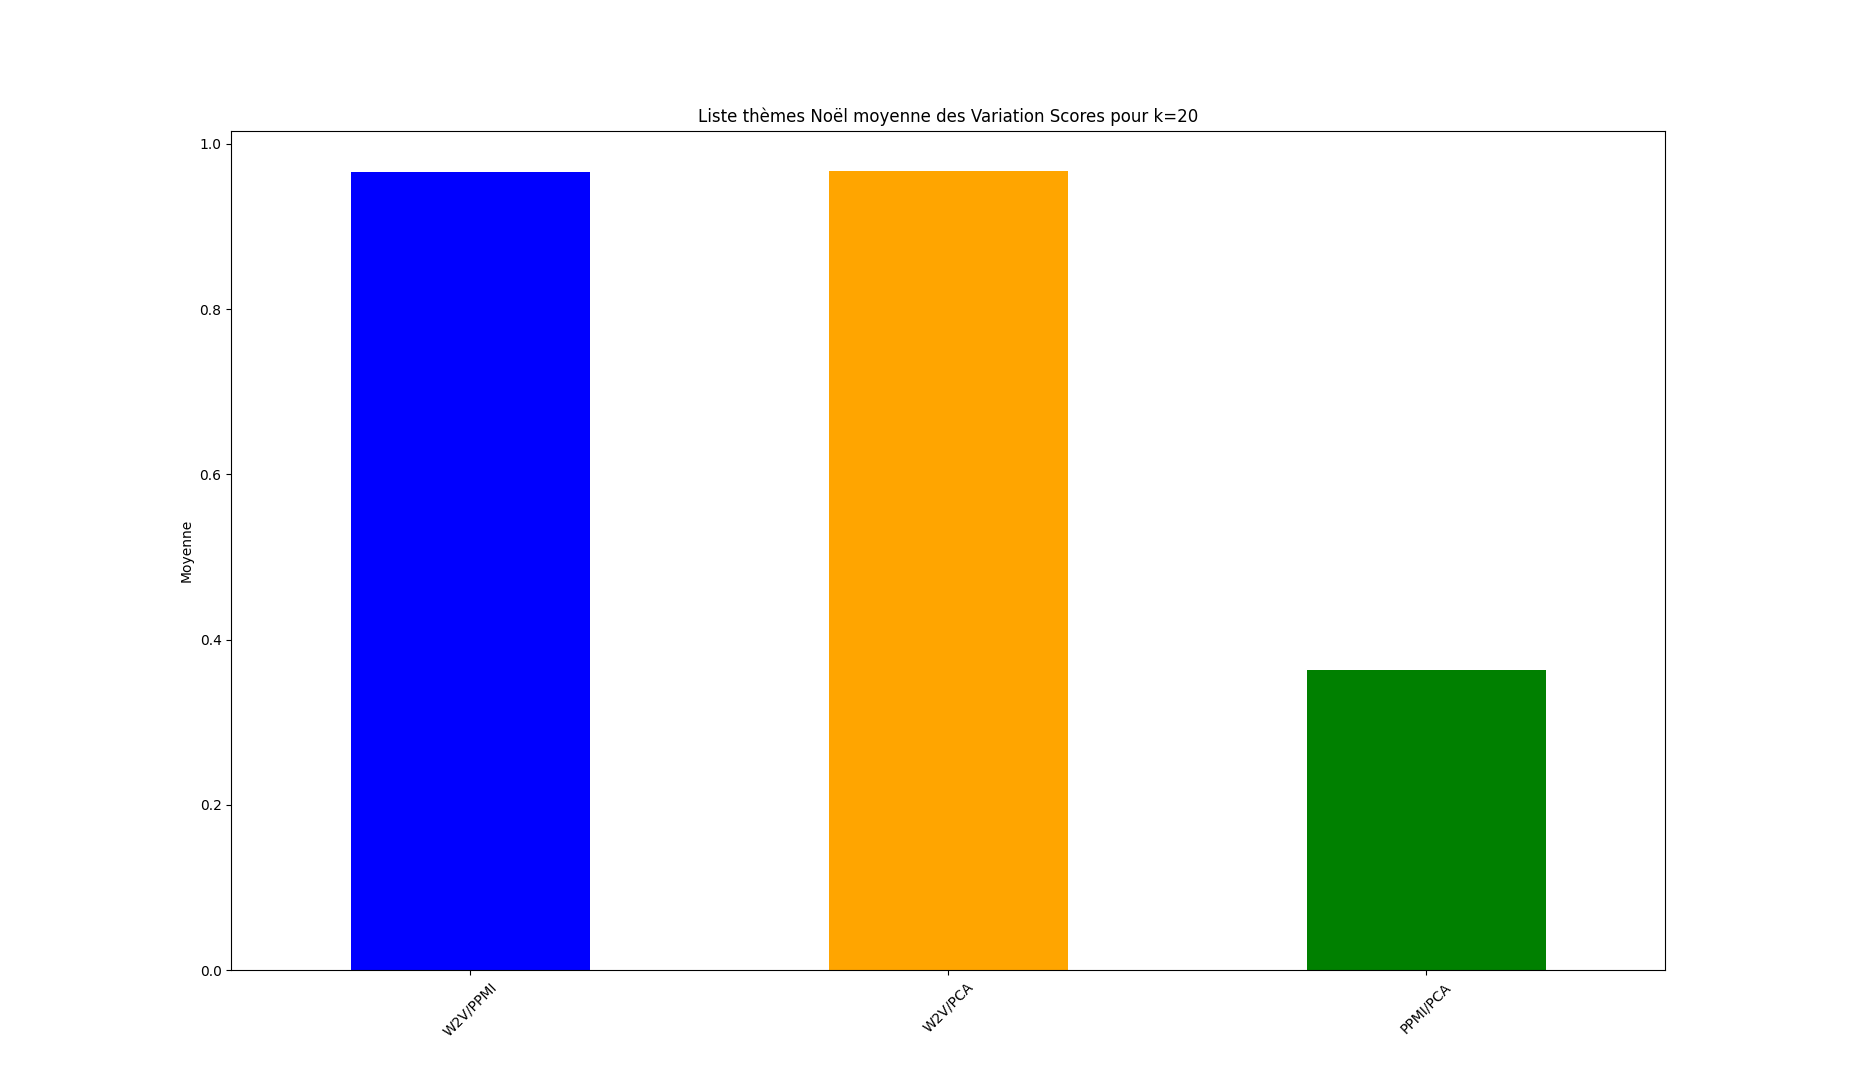 Liste thèmes Noël moyenne des Variation Scores pour k=20
1.0
0.8
0.6
0.4
0.2
0.0
Moyenne
W2V/PPMI
W2V/PCA
PPMI/PCA